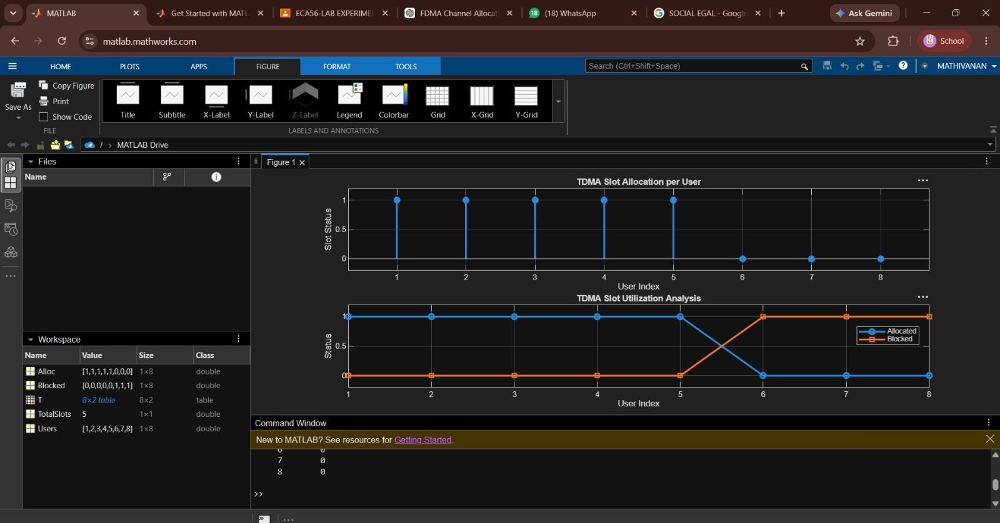 MATLAB
Get Started with MATL
ECA56-LAB EXPERIME
FDMA Channel Allocat
18
(18) WhatsApp
SOCIAL EGAL - Google
Ask Gemini
matlab.mathworks.com
School
HOME
PLOTS
APPS
FIGURE
FORMAT
TOOLS
Search (Ctrl+Shift+Space)
MATHIVANAN
Save As
Copy Figure
Print
Show Code
FILE
Title
Subtitle
X-Label
Y-Label
Z-Label
Legend
Colorbar
Grid
X-Grid
Y-Grid
LABELS AND ANNOTATIONS
/ > MATLAB Drive
Files
Name
Figure 1
TDMA Slot Allocation per User
Slot Status
1
0.5
0
1 2 3 4 5 6 7 8
User Index
TDMA Slot Utilization Analysis
Status
1
0.5
0
Allocated
Blocked
1 2 3 4 5 6 7 8
User Index
Workspace
Name Value Size Class
Alloc [1,1,1,1,1,0,0,0] 1×8 double
Blocked [0,0,0,0,0,1,1,1] 1×8 double
T 8×2 table 8×2 table
TotalSlots 5 1×1 double
Users [1,2,3,4,5,6,7,8] 1×8 double
Command Window
New to MATLAB? See resources for Getting Started.
6 0
7 0
8 0
>>